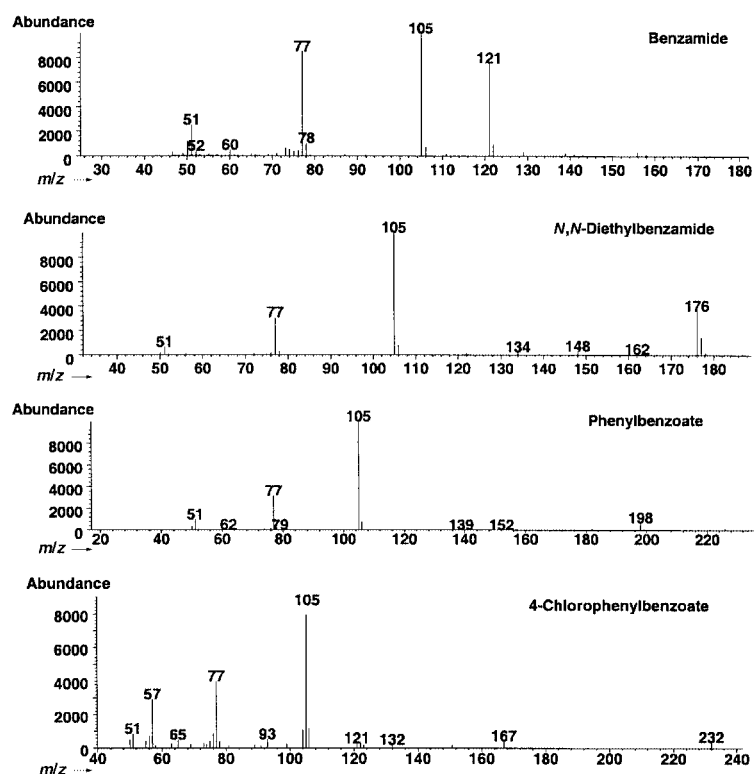 Abundance
Benzamide
105
121
77
51
52
60
78
8000
6000
4000
2000
0
30 40 50 60 70 80 90 100 110 120 130 140 150 160 170 180
m/z
Abundance
N,N-Diethylbenzamide
105
176
77
51
134 148 162
8000
6000
4000
2000
0
40 50 60 70 80 90 100 110 120 130 140 150 160 170 180
m/z
Abundance
Phenylbenzoate
105
77
51
62
79
139 152
198
8000
6000
4000
2000
0
20 40 60 80 100 120 140 160 180 200 220
m/z
Abundance
4-Chlorophenylbenzoate
105
77
57
51
65
93
121 132
167
232
8000
6000
4000
2000
0
40 60 80 100 120 140 160 180 200 220 240
m/z